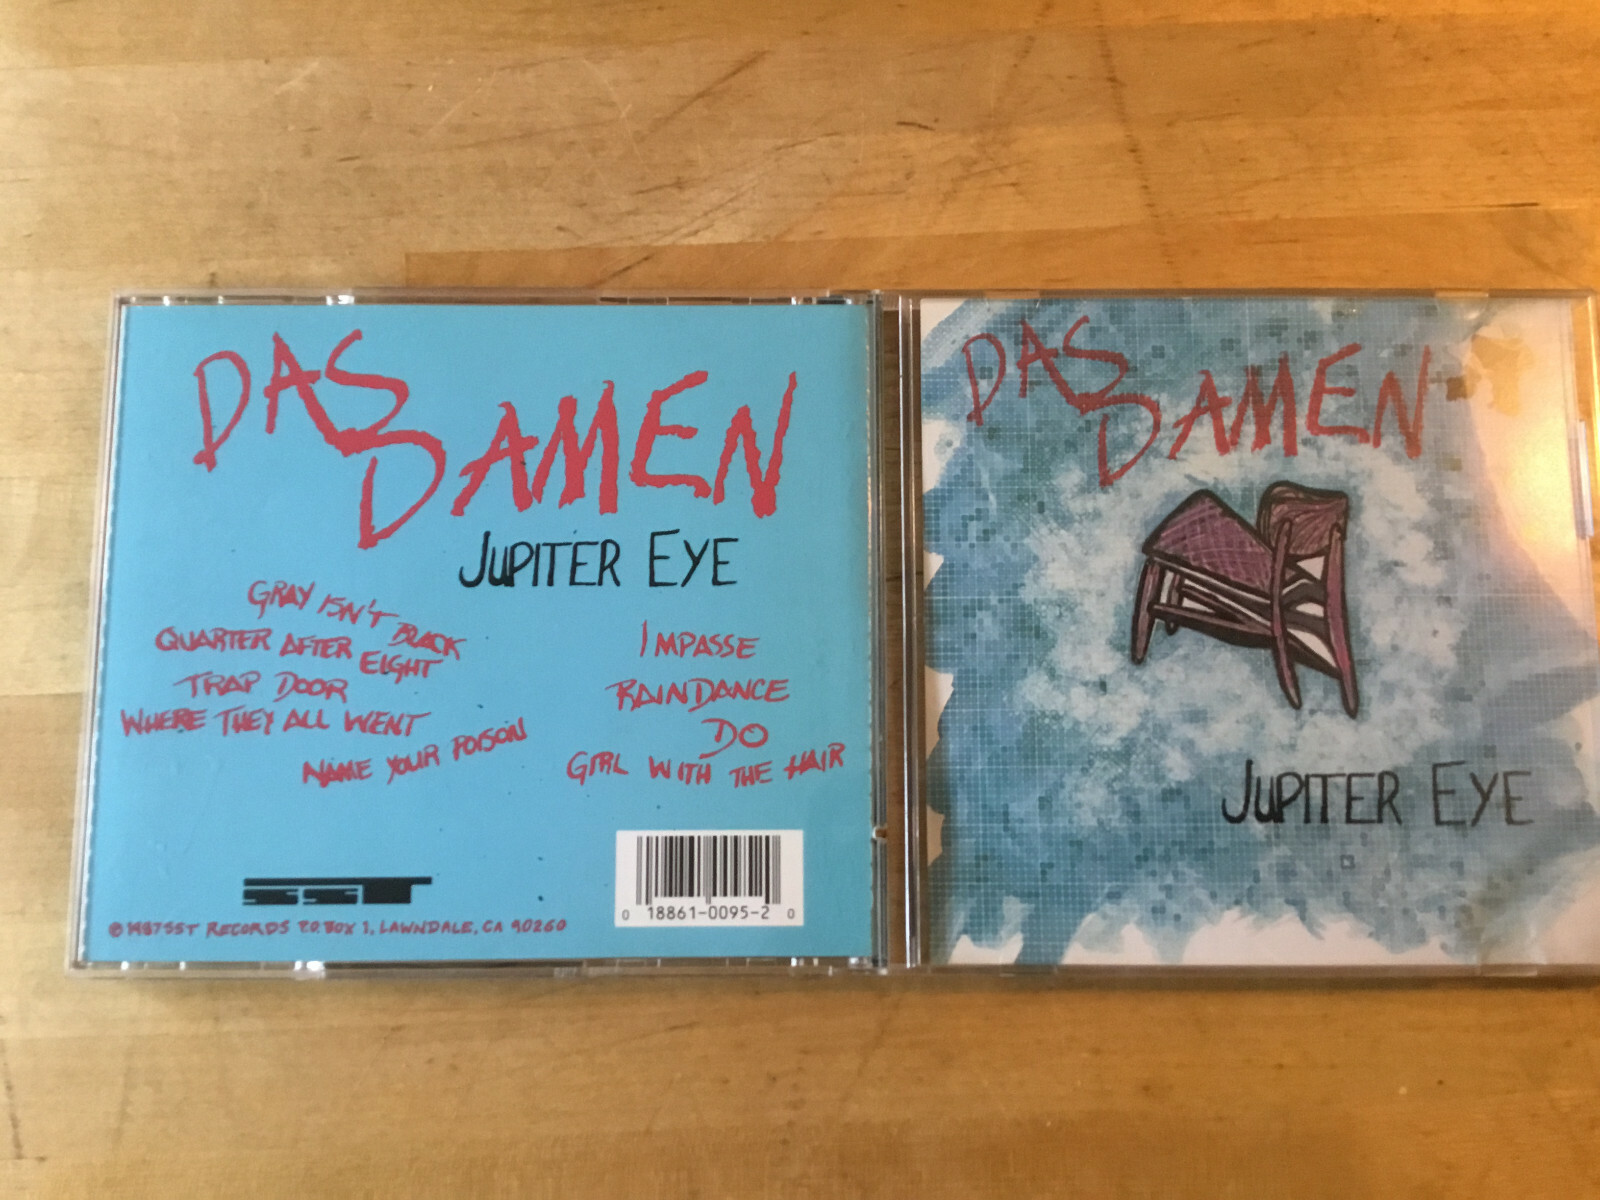 DAS
DAMEN
JUPITER EYE
GRAY ISN'T BLACK
QUARTER AFTER EIGHT
TRAP DOOR
WHERE THEY ALL WENT
NAME YOUR POISON
IMPASSE
RAINDANCE
DO
GIRL WITH THE HAIR
SST
© 1987 SST RECORDS P.O. BOX 1, LAWNDALE, CA 90260
0 18861-0095-2 0
DAS
DAMEN
JUPITER EYE